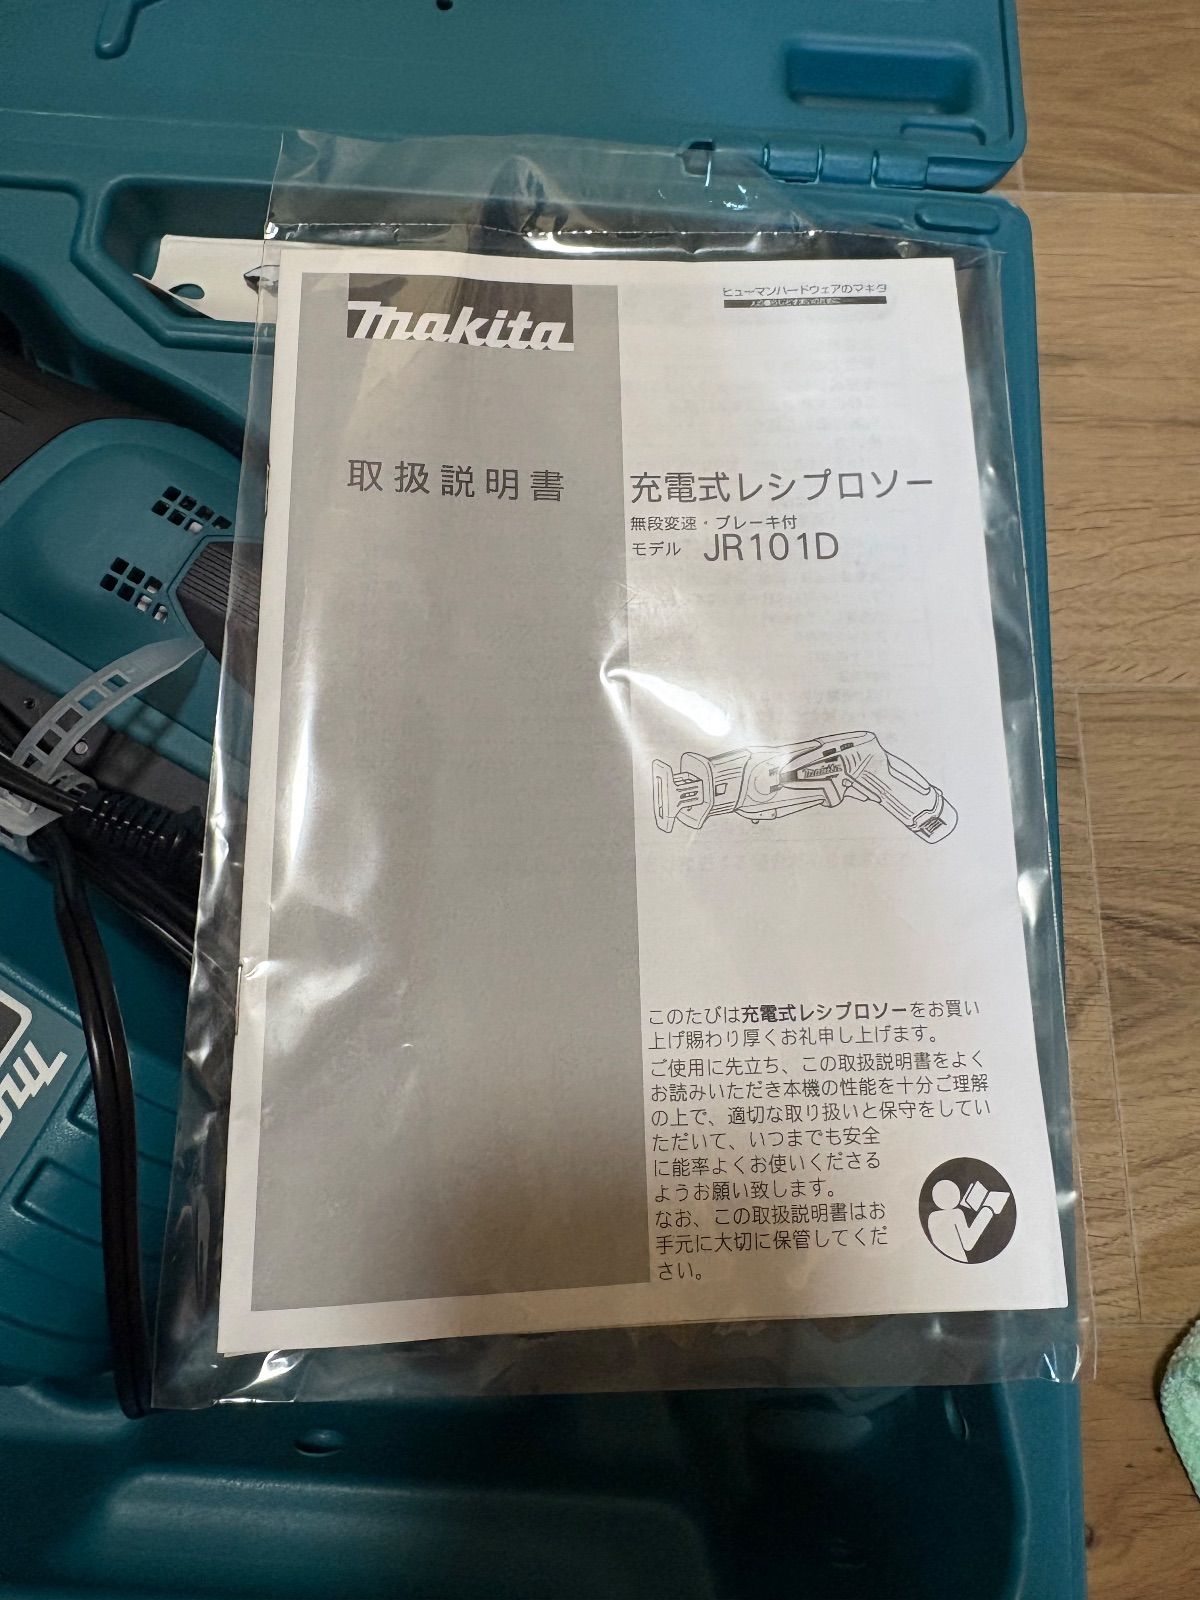 makita
ヒューマンハードウェアのマキタ
取扱説明書
充電式レシプロソー
無段変速・ブレーキ付
モデル JR101D
makita
このたびは充電式レシプロソーをお買い
上げ賜わり厚くお礼申し上げます。
ご使用に先立ち、この取扱説明書をよく
お読みいただき本機の性能を十分ご理解
の上で、適切な取り扱いと保守をしてい
ただいて、いつまでも安全
に能率よくお使いくださる
ようお願い致します。
なお、この取扱説明書はお
手元に大切に保管してくだ
さい。